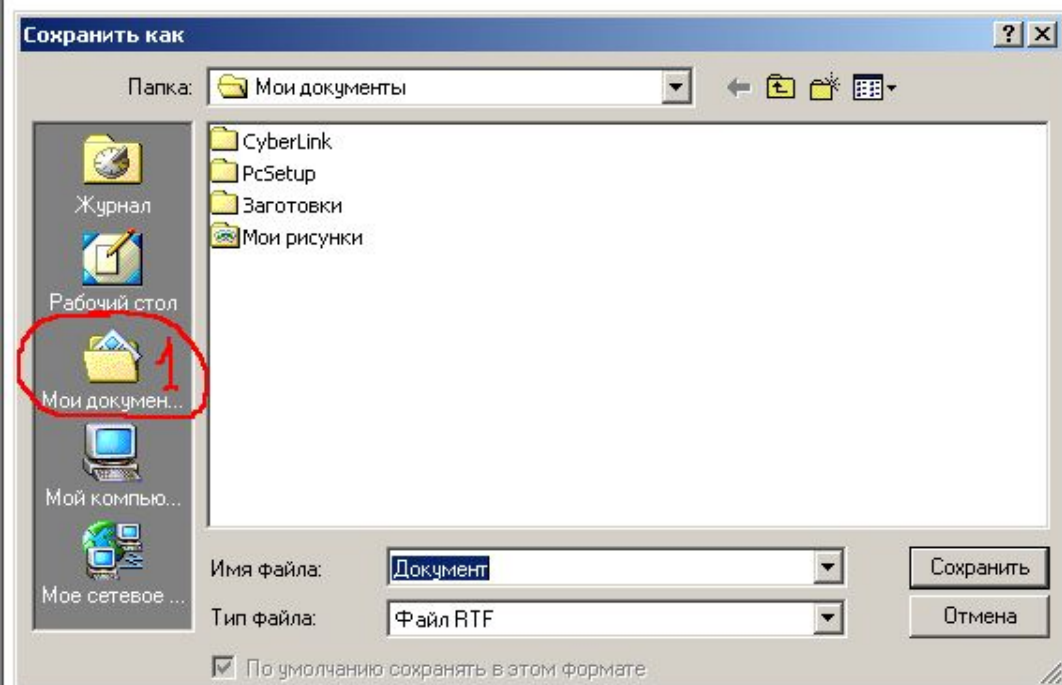 Сохранить как
Папка: Мои документы
CyberLink
PcSetup
Заготовки
Мои рисунки
Журнал
Рабочий стол
1
Мои докумен...
Мой компью...
Мое сетевое ...
Имя файла: Документ Сохранить
Тип файла: Файл RTF Отмена
По умолчанию сохранять в этом формате